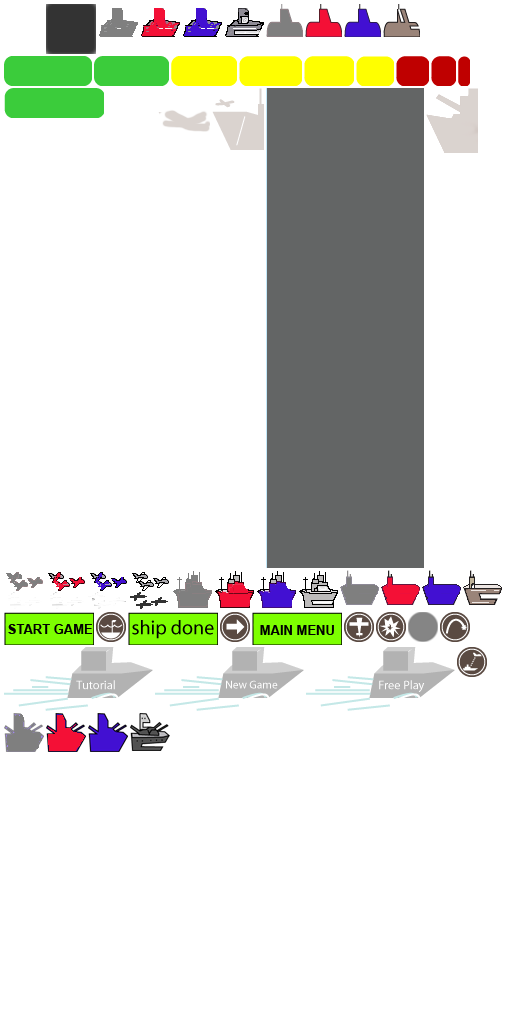 START GAME
ship done
MAIN MENU
Tutorial
New Game
Free Play